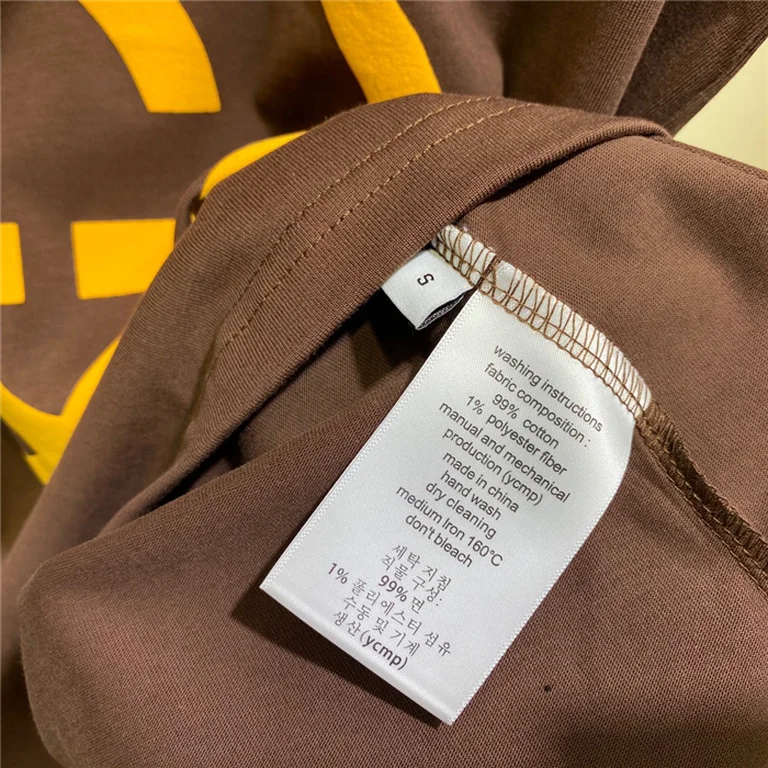 S
washing instructions
fabric composition :
99% cotton
1% polyester fiber
manual and mechanical
production (ycmp)
made in china
hand wash
dry cleaning
medium Iron 160°C
don't bleach
세탁 지침
직물 구성:
99% 면
1% 폴리에스터 섬유
수동 및 기계
생산 (ycmp)